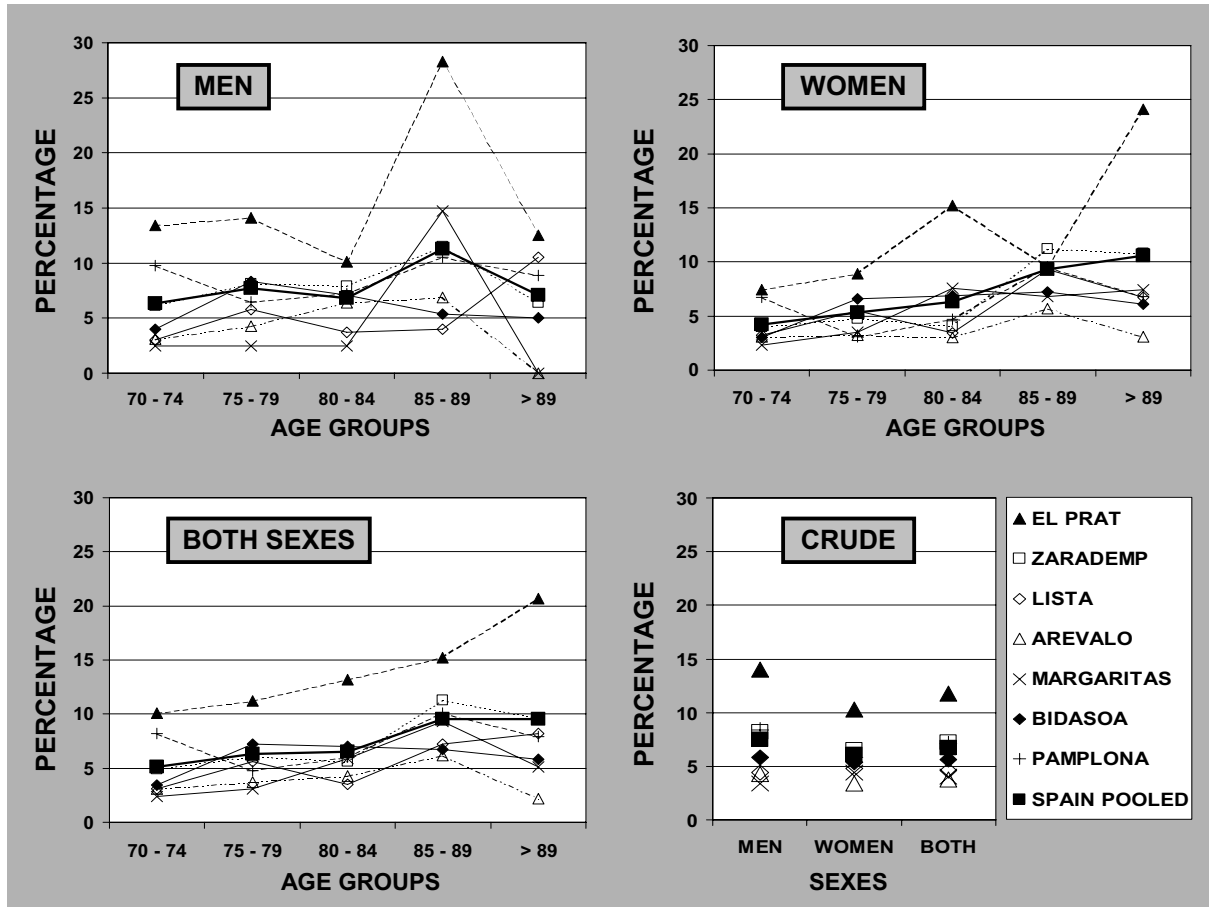 MEN
PERCENTAGE
30
25
20
15
10
5
0
70 - 74 75 - 79 80 - 84 85 - 89 > 89
AGE GROUPS
WOMEN
PERCENTAGE
30
25
20
15
10
5
0
70 - 74 75 - 79 80 - 84 85 - 89 > 89
AGE GROUPS
BOTH SEXES
PERCENTAGE
30
25
20
15
10
5
0
70 - 74 75 - 79 80 - 84 85 - 89 > 89
AGE GROUPS
CRUDE
PERCENTAGE
30
25
20
15
10
5
0
MEN WOMEN BOTH
SEXES
EL PRAT
ZARADEMP
LISTA
AREVALO
MARGARITAS
BIDASOA
PAMPLONA
SPAIN POOLED